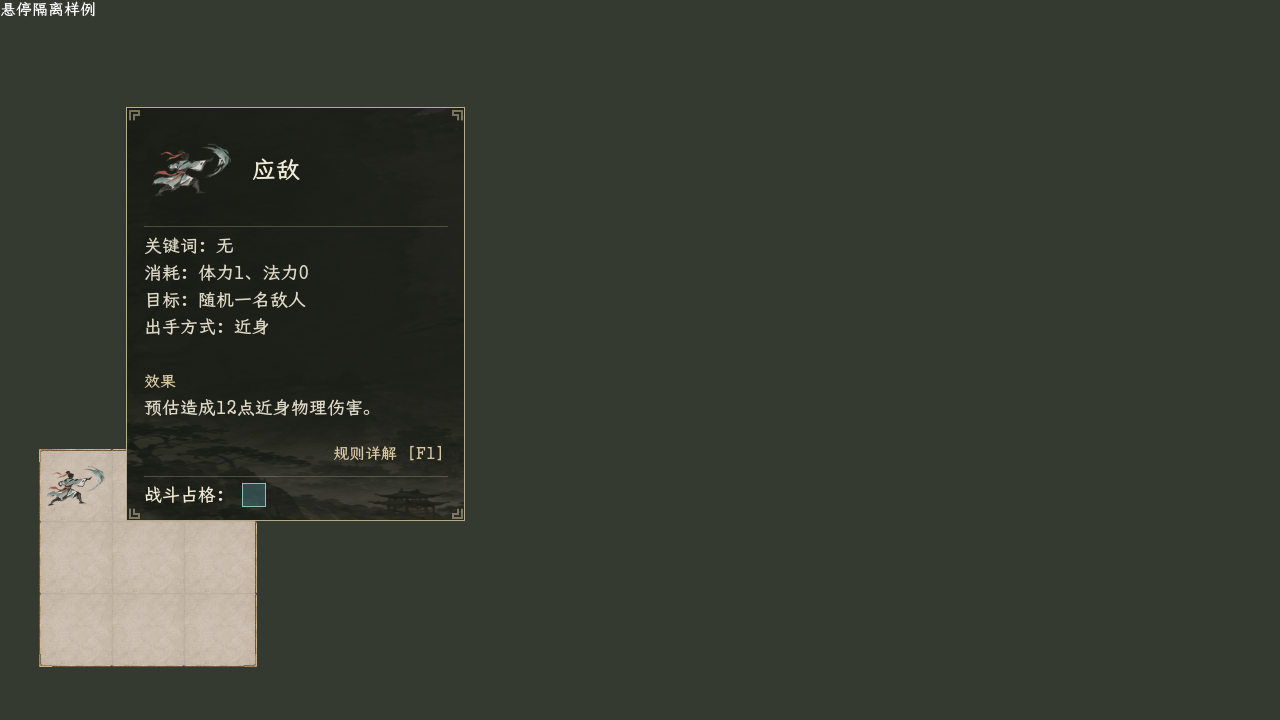 悬停隔离样例
应敌
关键词: 无
消耗: 体力1、法力0
目标: 随机一名敌人
出手方式: 近身
效果
预估造成12点近身物理伤害。
规则详解 [F1]
战斗占格: